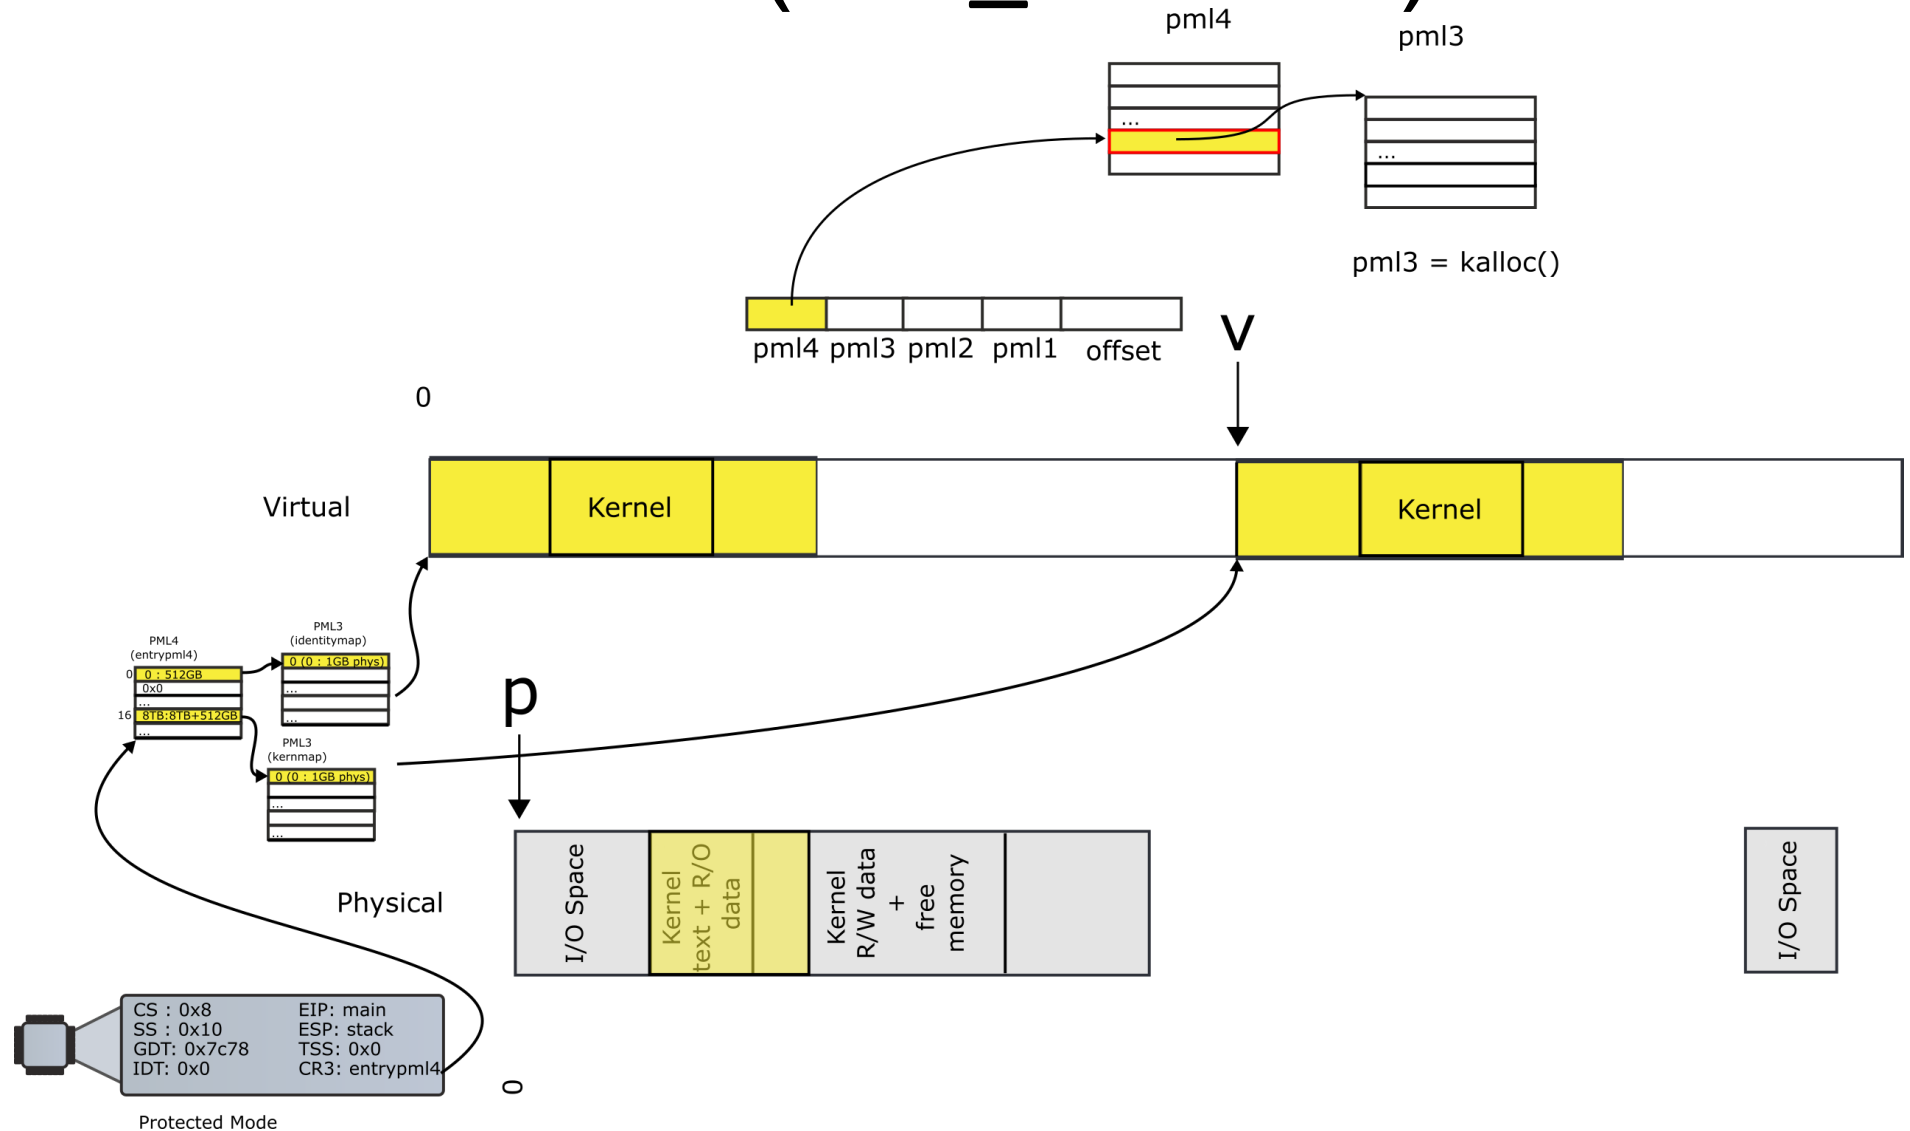 pml4
pml3
...
...
pml3 = kalloc()
pml4 pml3 pml2 pml1 offset
v
0
Virtual
Kernel
Kernel
PML4
(entrypml4)
0
0 : 512GB
0x0
...
16
8TB:8TB+512GB
...
PML3
(identitymap)
0 (0 : 1GB phys)
...
...
PML3
(kernmap)
0 (0 : 1GB phys)
...
...
p
Physical
I/O Space
Kernel
text + R/O
data
Kernel
R/W data
+
free
memory
I/O Space
CS : 0x8
SS : 0x10
GDT: 0x7c78
IDT: 0x0
EIP: main
ESP: stack
TSS: 0x0
CR3: entrypml4
0
Protected Mode